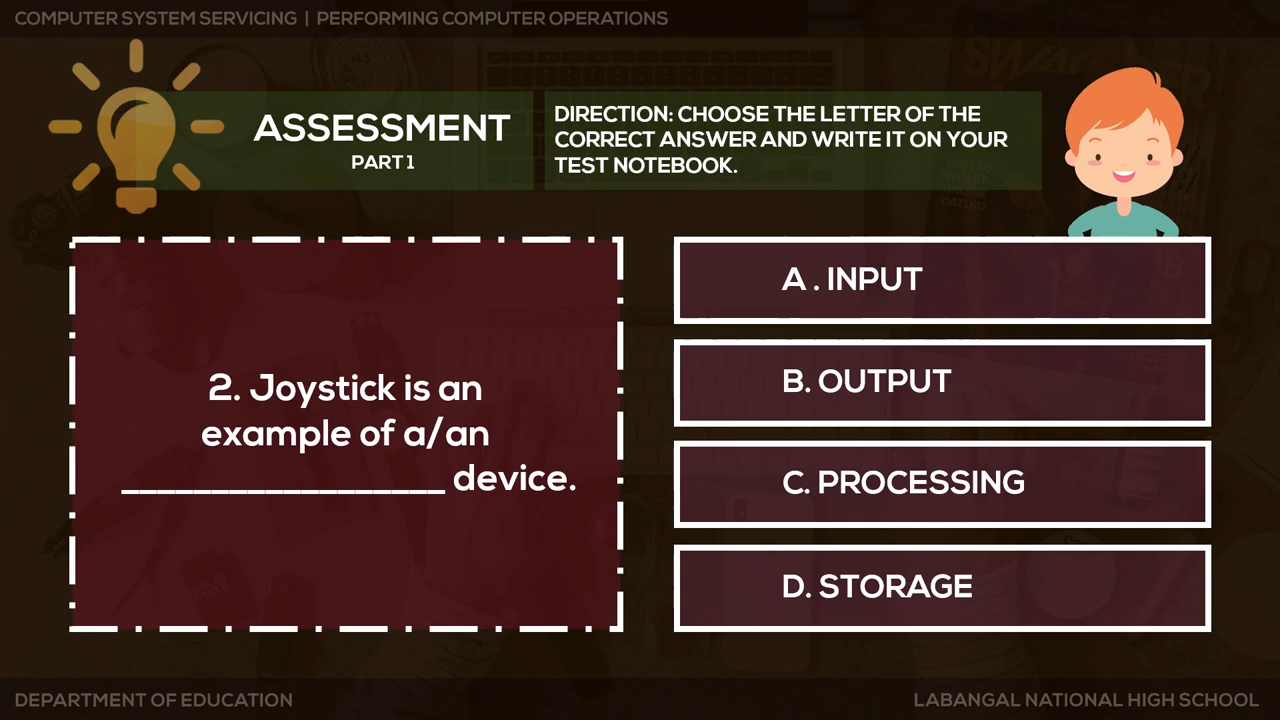 COMPUTER SYSTEM SERVICING | PERFORMING COMPUTER OPERATIONS
ASSESSMENT
PART 1
DIRECTION: CHOOSE THE LETTER OF THE
CORRECT ANSWER AND WRITE IT ON YOUR
TEST NOTEBOOK.
2. Joystick is an
example of a/an
__________________ device.
A . INPUT
B. OUTPUT
C. PROCESSING
D. STORAGE
DEPARTMENT OF EDUCATION
LABANGAL NATIONAL HIGH SCHOOL